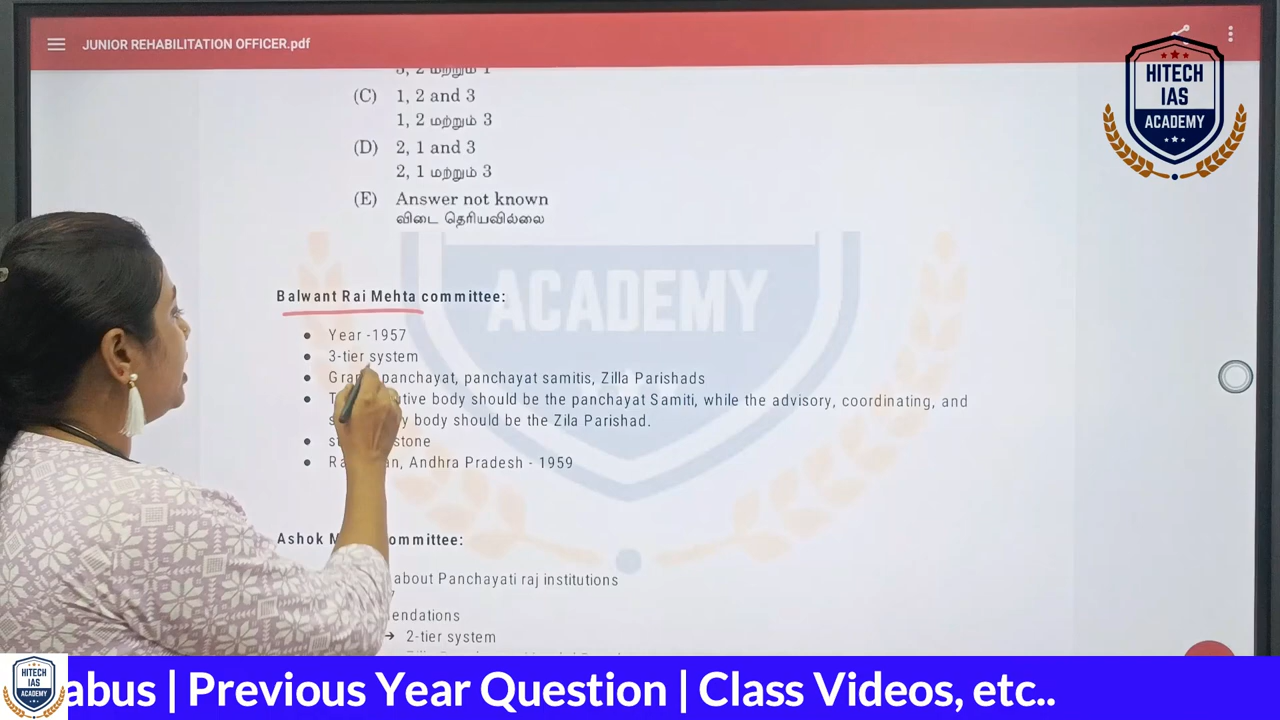 JUNIOR REHABILITATION OFFICER.pdf
HITECH
IAS
ACADEMY
(C) 1, 2 and 3
1, 2 மற்றும் 3
(D) 2, 1 and 3
2, 1 மற்றும் 3
(E) Answer not known
விடை தெரியவில்லை
ACADEMY
Balwant Rai Mehta committee:
Year -1957
3-tier system
panchayat, panchayat samitis, Zilla Parishads
body should be the panchayat Samiti, while the advisory, coordinating, and
body should be the Zila Parishad.
Andhra Pradesh - 1959
Ashok
about Panchayati raj institutions
➔ 2-tier system
HITECH
IAS
ACADEMY
abus | Previous Year Question | Class Videos, etc..